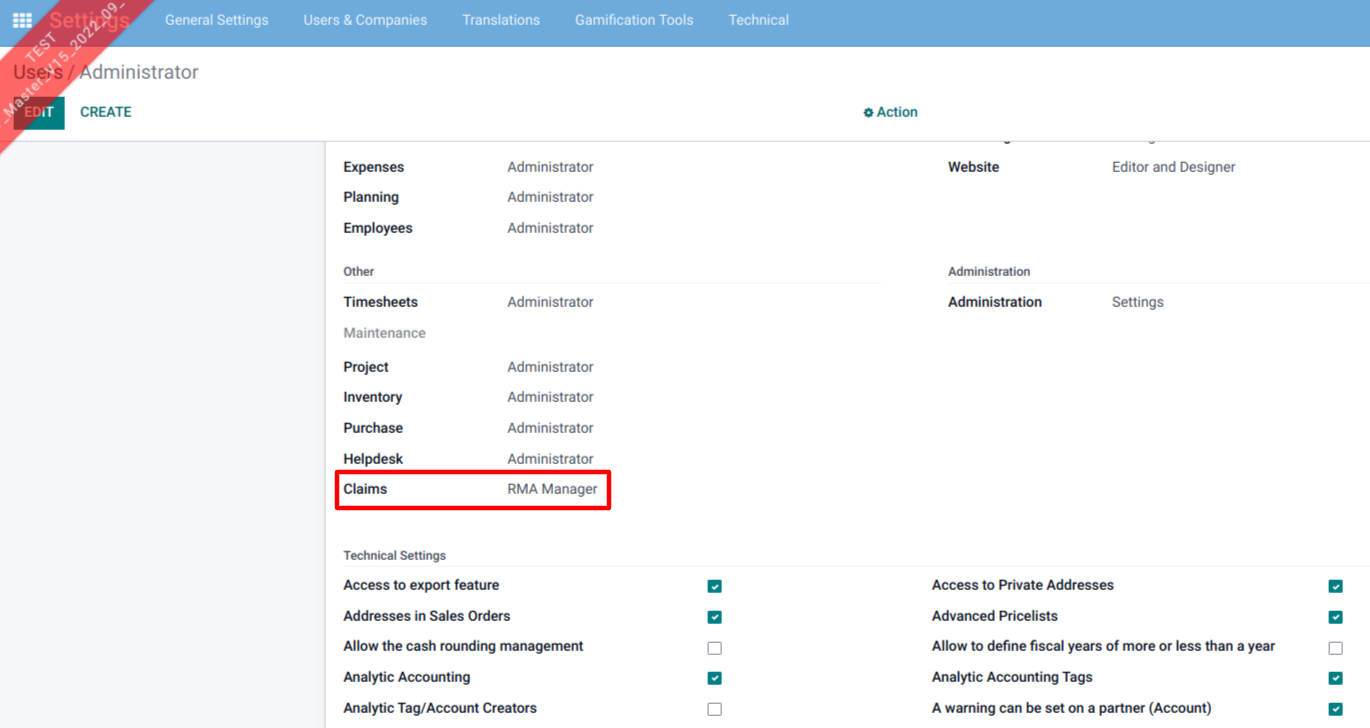 Settings General Settings Users & Companies Translations Gamification Tools Technical
TEST
Master_V15_2022_09_
Users / Administrator
EDIT CREATE Action
Expenses Administrator Website Editor and Designer
Planning Administrator
Employees Administrator
Other Administration
Timesheets Administrator Administration Settings
Maintenance
Project Administrator
Inventory Administrator
Purchase Administrator
Helpdesk Administrator
Claims RMA Manager
Technical Settings
Access to export feature Access to Private Addresses
Addresses in Sales Orders Advanced Pricelists
Allow the cash rounding management Allow to define fiscal years of more or less than a year
Analytic Accounting Analytic Accounting Tags
Analytic Tag/Account Creators A warning can be set on a partner (Account)